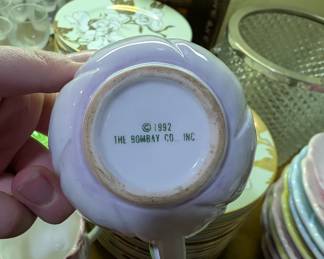 © 1992
THE BOMBAY CO., INC.